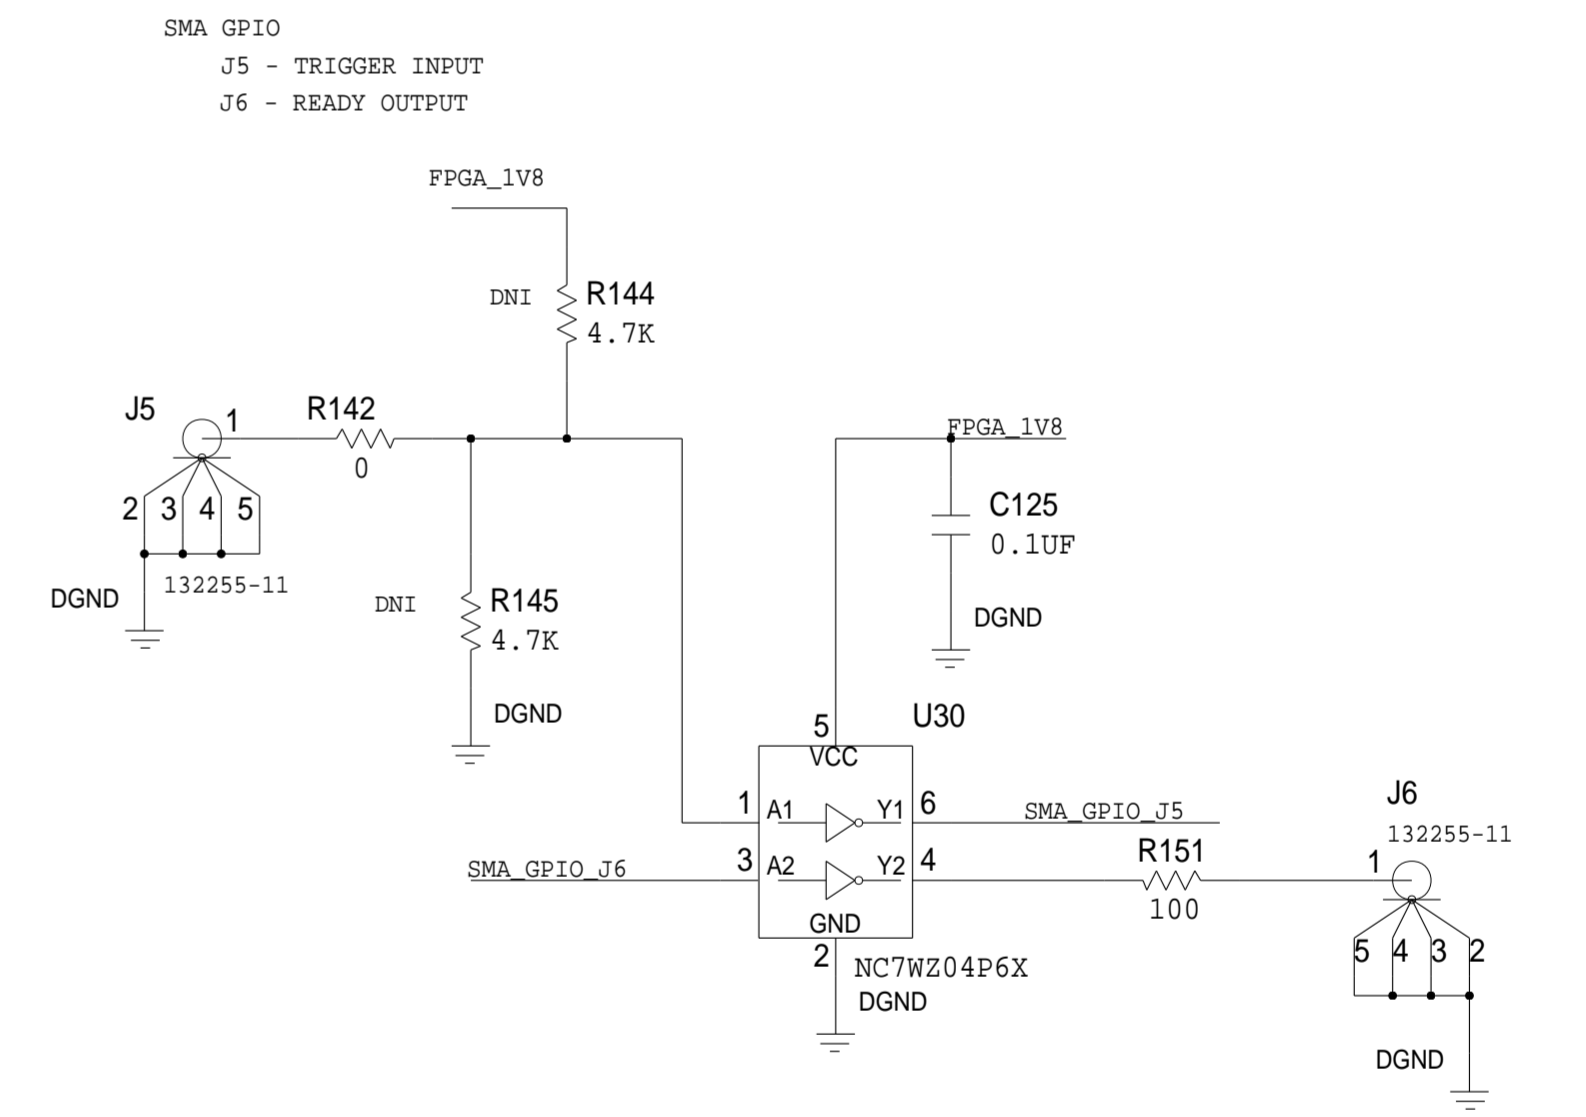 SMA GPIO
J5 - TRIGGER INPUT
J6 - READY OUTPUT
FPGA_1V8
DNI
R144
4.7K
J5
1
R142
0
2 3 4 5
132255-11
DGND
DNI
R145
4.7K
DGND
FPGA_1V8
C125
0.1UF
DGND
U30
5
VCC
1 A1 Y1 6
SMA_GPIO_J5
SMA_GPIO_J6
3 A2 Y2 4
GND
2
NC7WZ04P6X
DGND
R151
100
J6
132255-11
1
5 4 3 2
DGND